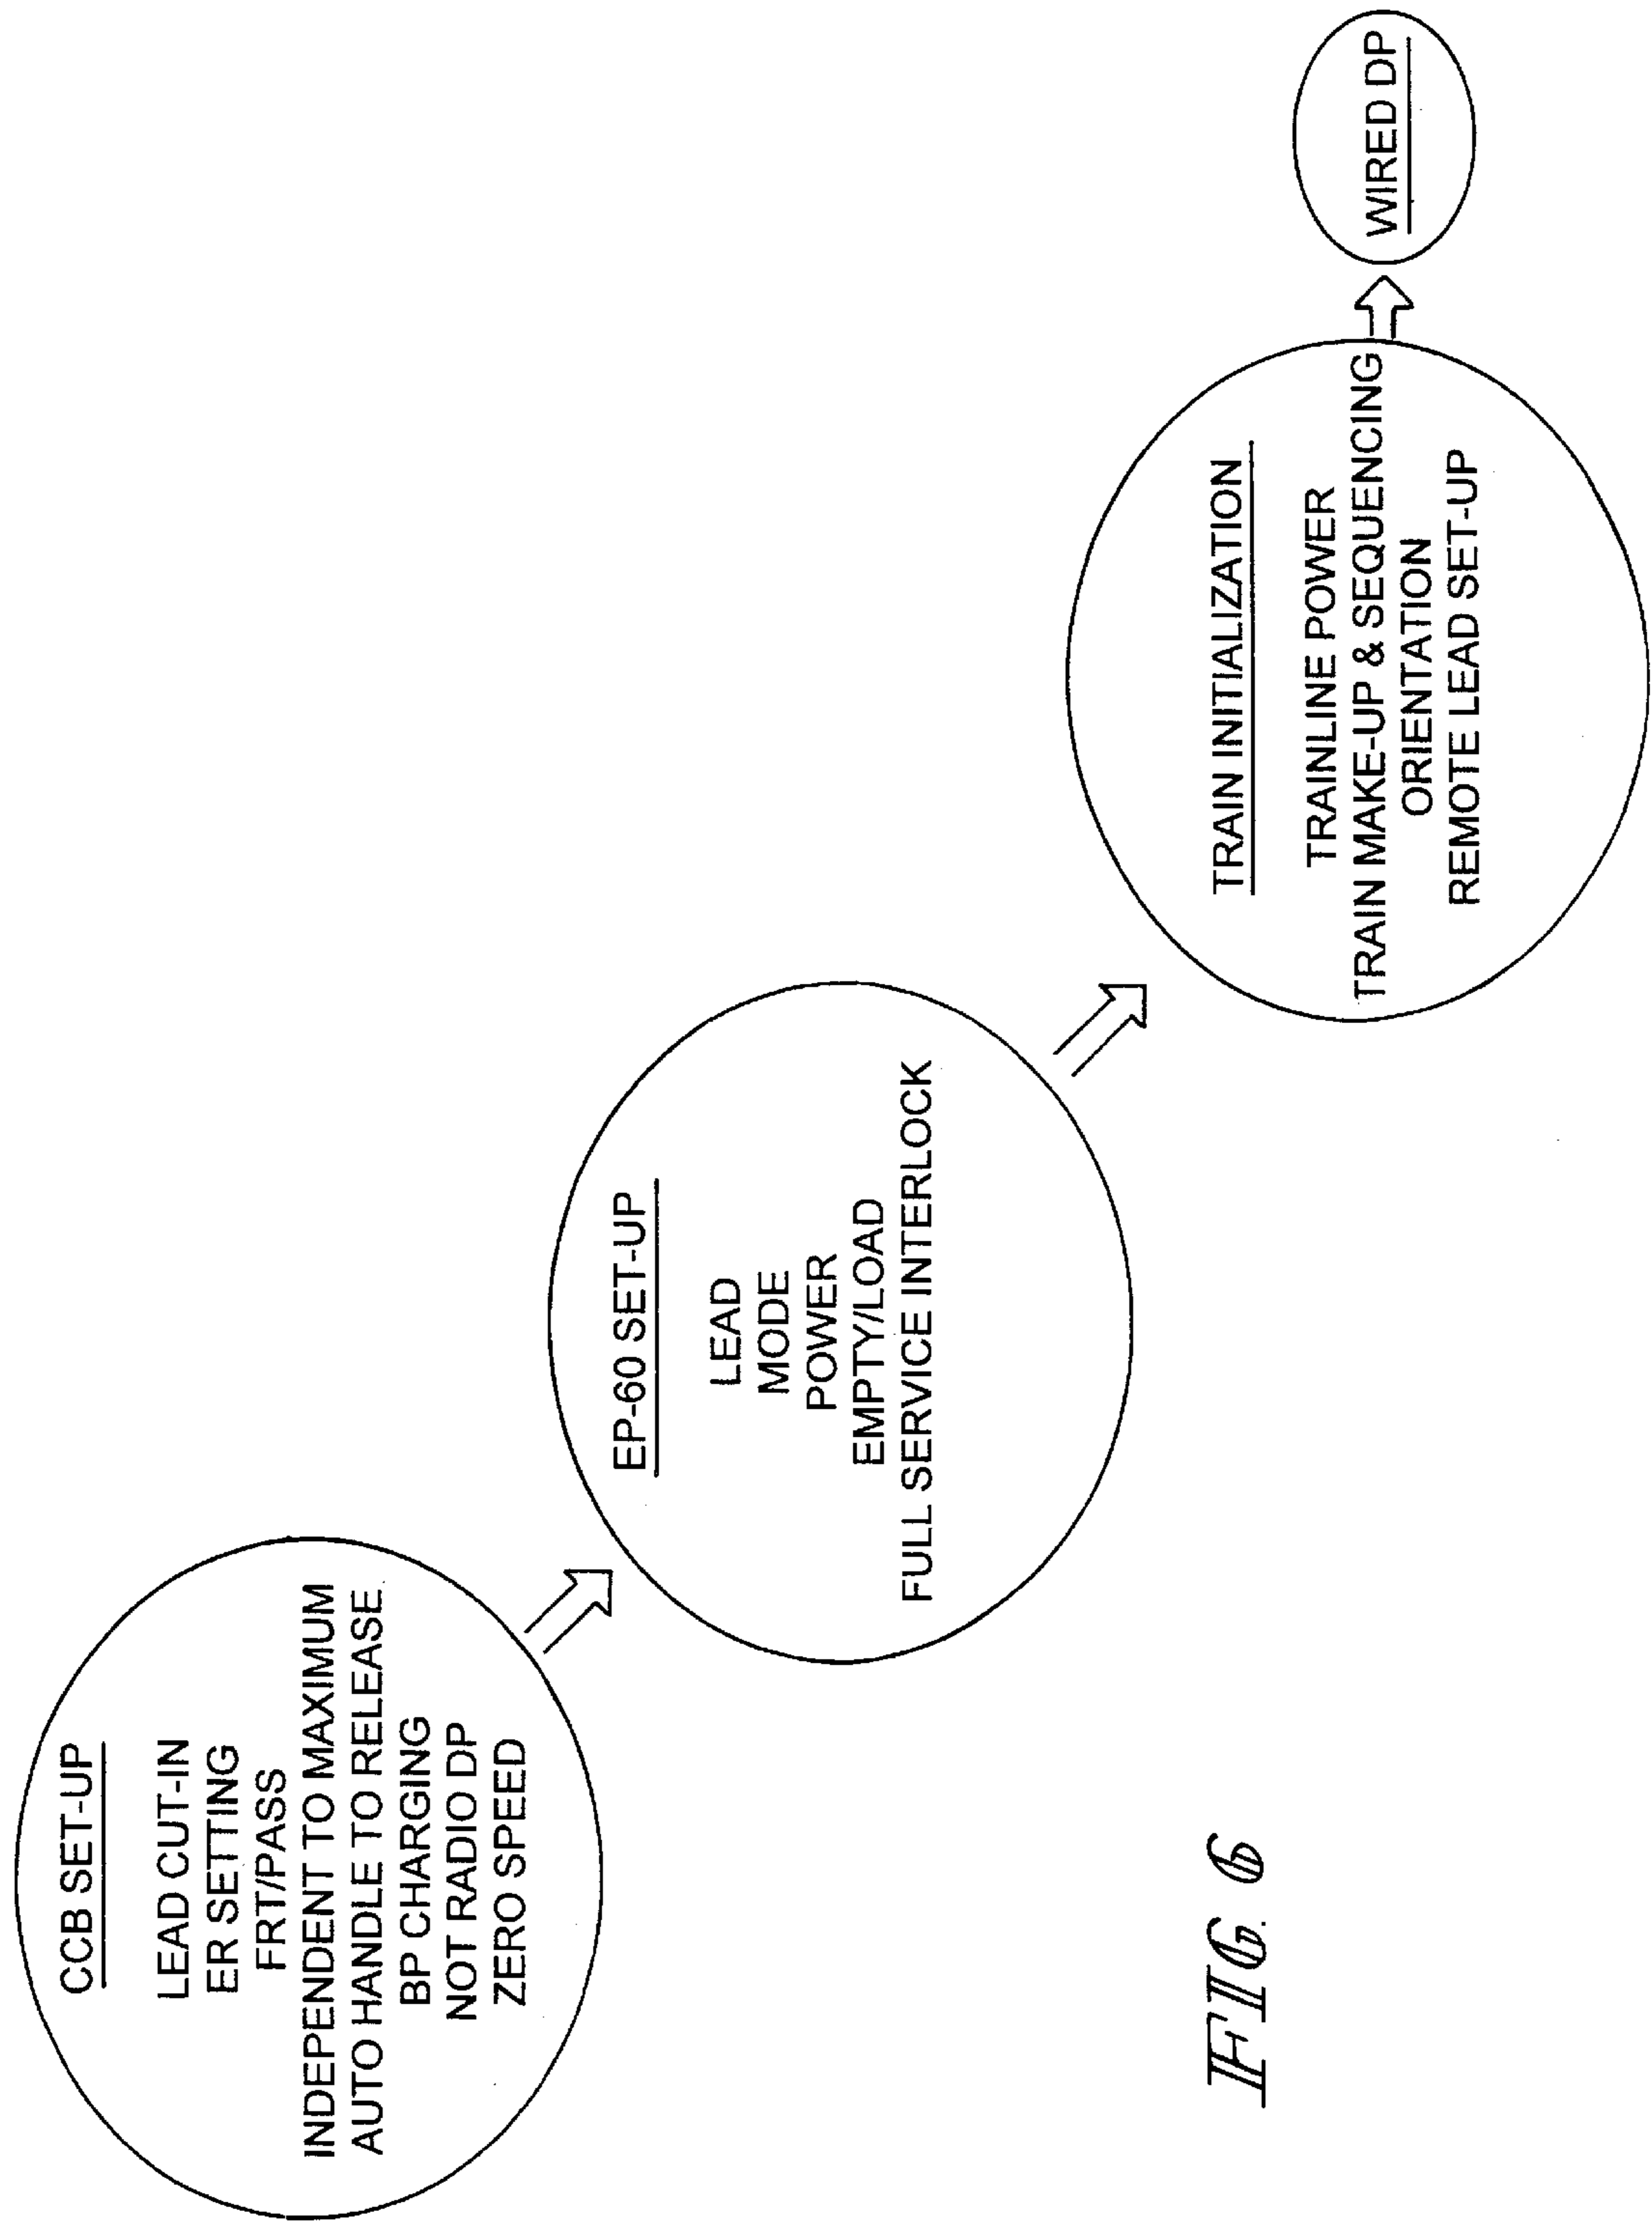 CCB SET-UP
LEAD CUT-IN
ER SETTING
FRT/PASS
INDEPENDENT TO MAXIMUM
AUTO HANDLE TO RELEASE
BP CHARGING
NOT RADIO DP
ZERO SPEED
EP-60 SET-UP
LEAD
MODE
POWER
EMPTY/LOAD
FULL SERVICE INTERLOCK
TRAIN INITIALIZATION
TRAINLINE POWER
TRAIN MAKE-UP & SEQUENCING
ORIENTATION
REMOTE LEAD SET-UP
WIRED DP
FIG. 6